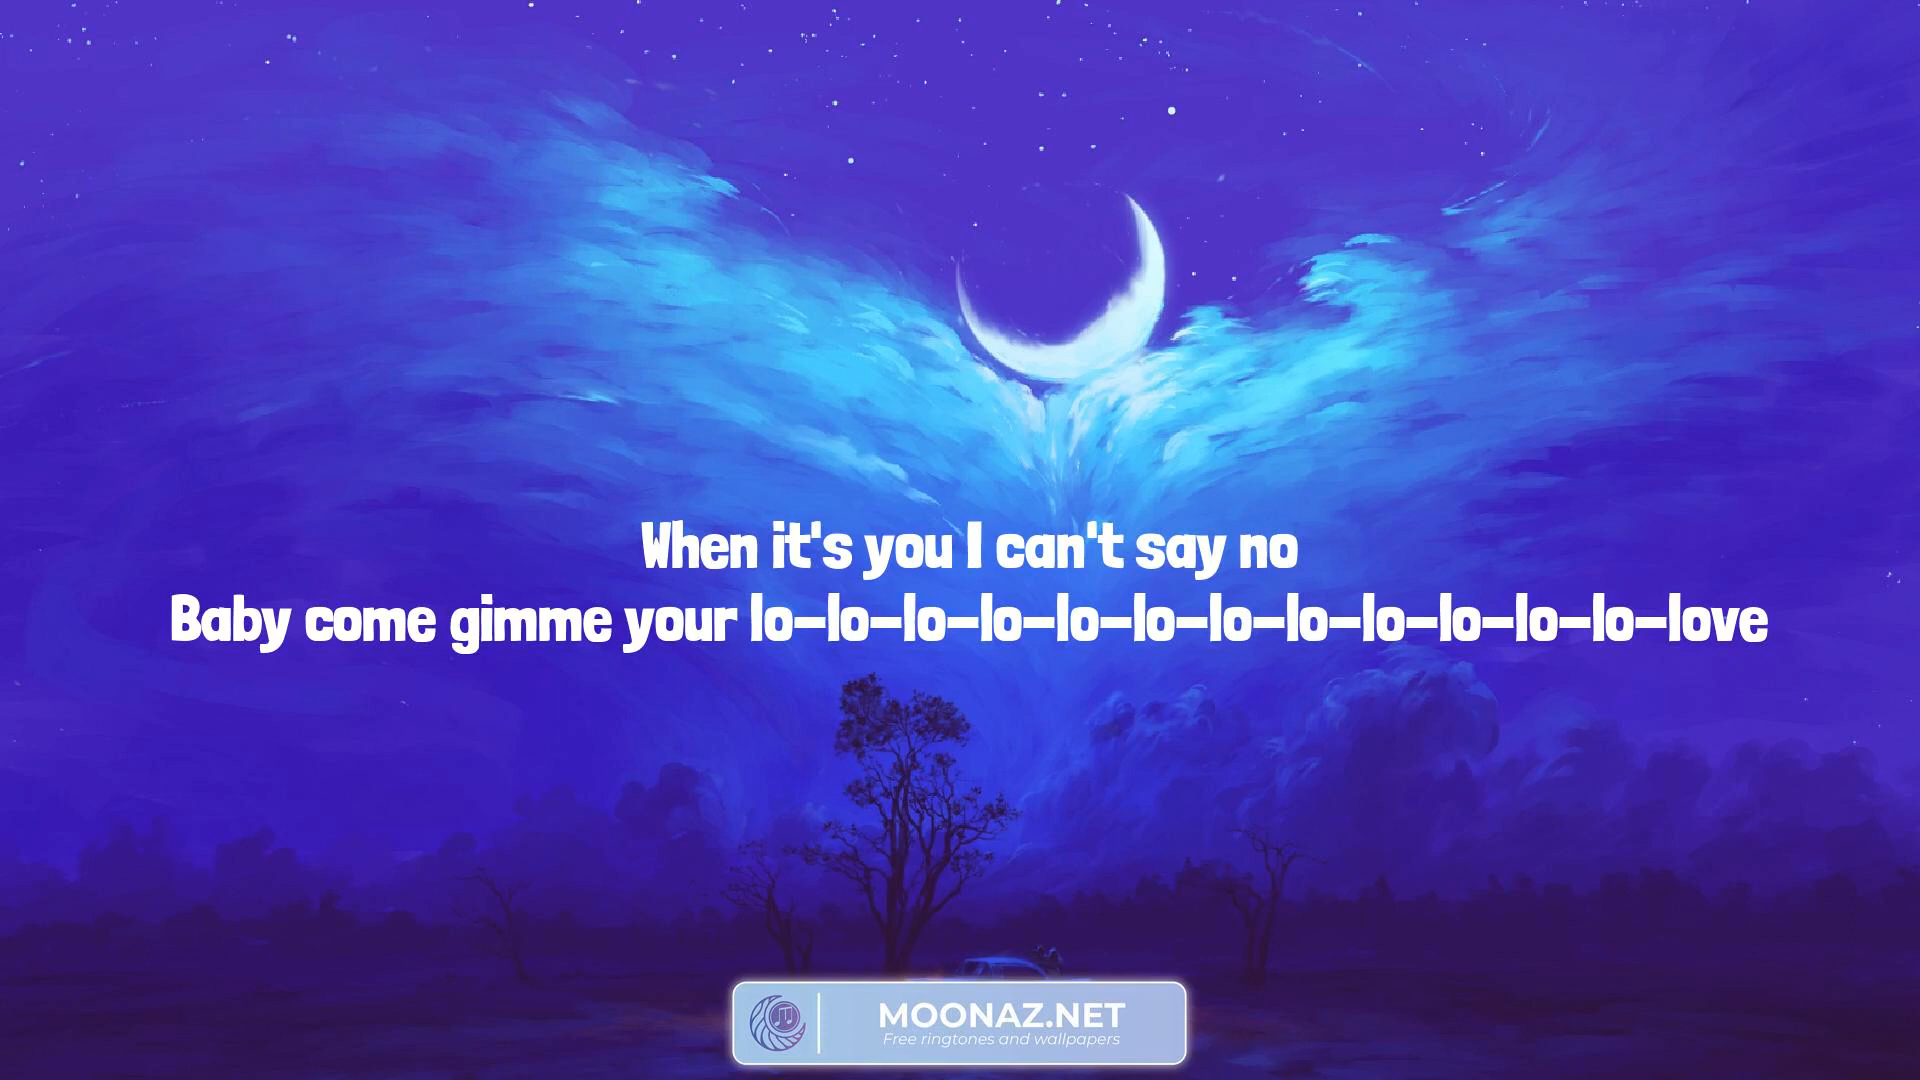 When it's you I can't say no
Baby come gimme your lo-lo-lo-lo-lo-lo-lo-lo-lo-lo-lo-lo-love
MOONAZ.NET
Free ringtones and wallpapers